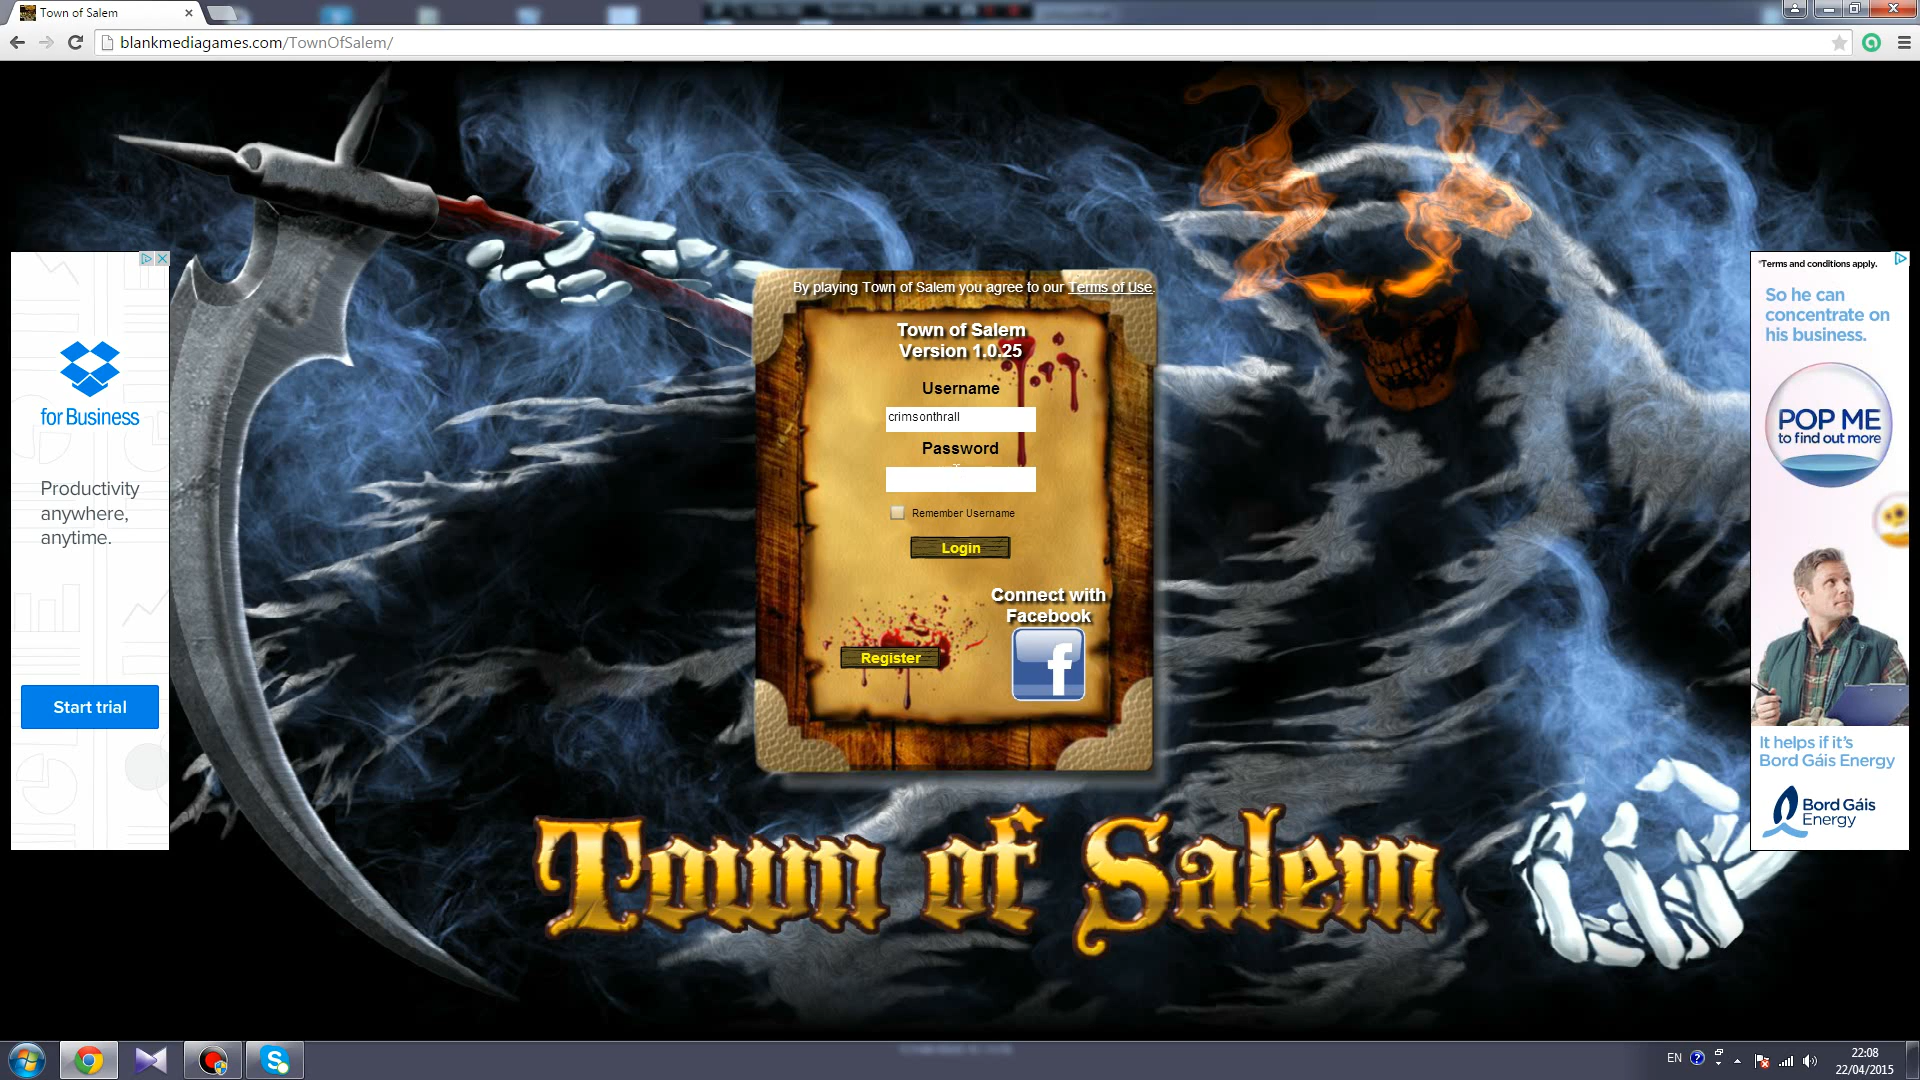 Town of Salem
blankmediagames.com/TownOfSalem/
By playing Town of Salem you agree to our Terms of Use.
Town of Salem
Version 1.0.25
Username
crimsonthrall
Password
Remember Username
Login
Connect with
Facebook
f
Register
for Business
Productivity
anywhere,
anytime.
Start trial
*Terms and conditions apply.
So he can
concentrate on
his business.
POP ME
to find out more
It helps if it's
Bord Gáis Energy
Bord Gáis
Energy
Town of Salem
EN
22:08
22/04/2015